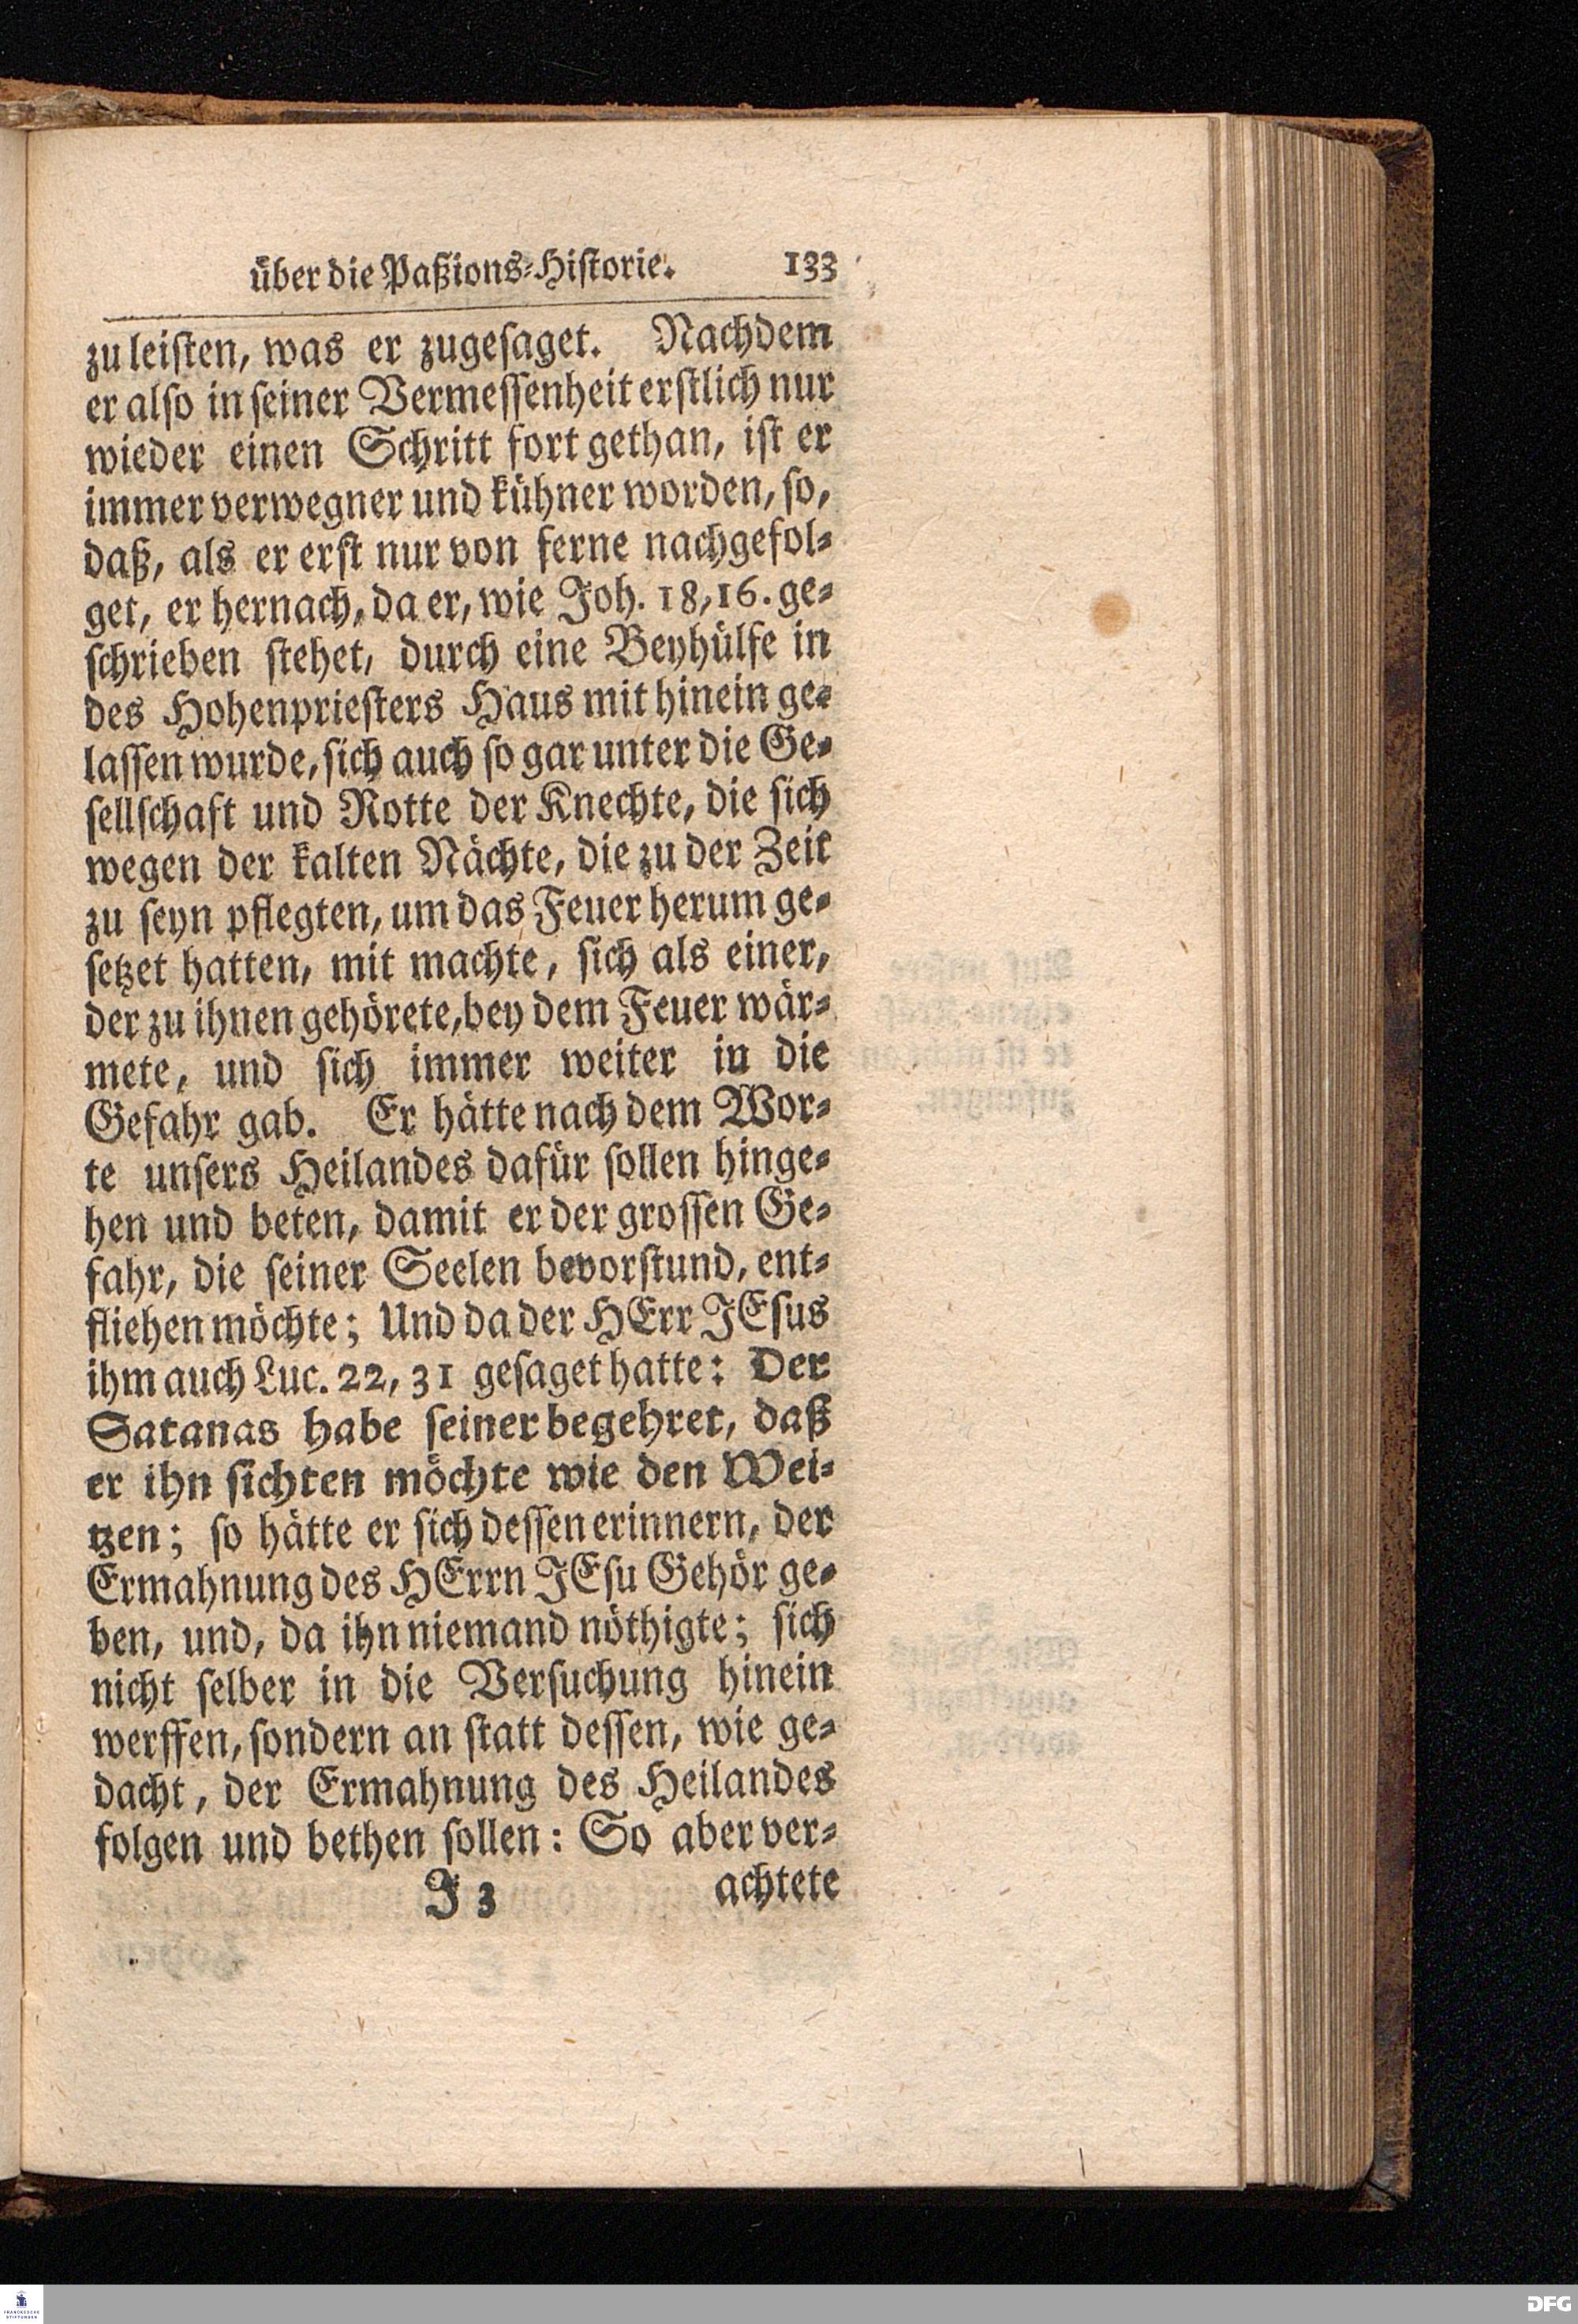 über die Paßions-Historie. 133
zu leisten, was er zugesaget. Nachdem
er also in seiner Vermessenheit erstlich nur
wieder einen Schritt fort gethan, ist er
immer verwegner und kühner worden, so,
daß, als er erst nur von ferne nachgefol-
get, er hernach, da er, wie Joh. 18,16. ge-
schrieben stehet, durch eine Beyhülfe in
des Hohenpriesters Haus mit hinein ge-
lassen wurde, sich auch so gar unter die Ge-
sellschaft und Rotte der Knechte, die sich
wegen der kalten Nächte, die zu der Zeit
zu seyn pflegten, um das Feuer herum ge-
setzet hatten, mit machte, sich als einer,
der zu ihnen gehörete, bey dem Feuer wär-
mete, und sich immer weiter in die
Gefahr gab. Er hätte nach dem Wor-
te unsers Heilandes dafür sollen hinge-
hen und beten, damit er der grossen Ge-
fahr, die seiner Seelen bevorstund, ent-
fliehen möchte; Und da der HErr JEsus
ihm auch Luc. 22, 31 gesaget hatte: Der
Satanas habe seiner begehret, daß
er ihn sichten möchte wie den Wei-
tzen; so hätte er sich dessen erinnern, der
Ermahnung des HErrn JEsu Gehör ge-
ben, und, da ihn niemand nöthigte; sich
nicht selber in die Versuchung hinein
werffen, sondern an statt dessen, wie ge-
dacht, der Ermahnung des Heilandes
folgen und bethen sollen: So aber ver-
J 3 achtete
FRANCKESCHE
STIFTUNGEN
DFG